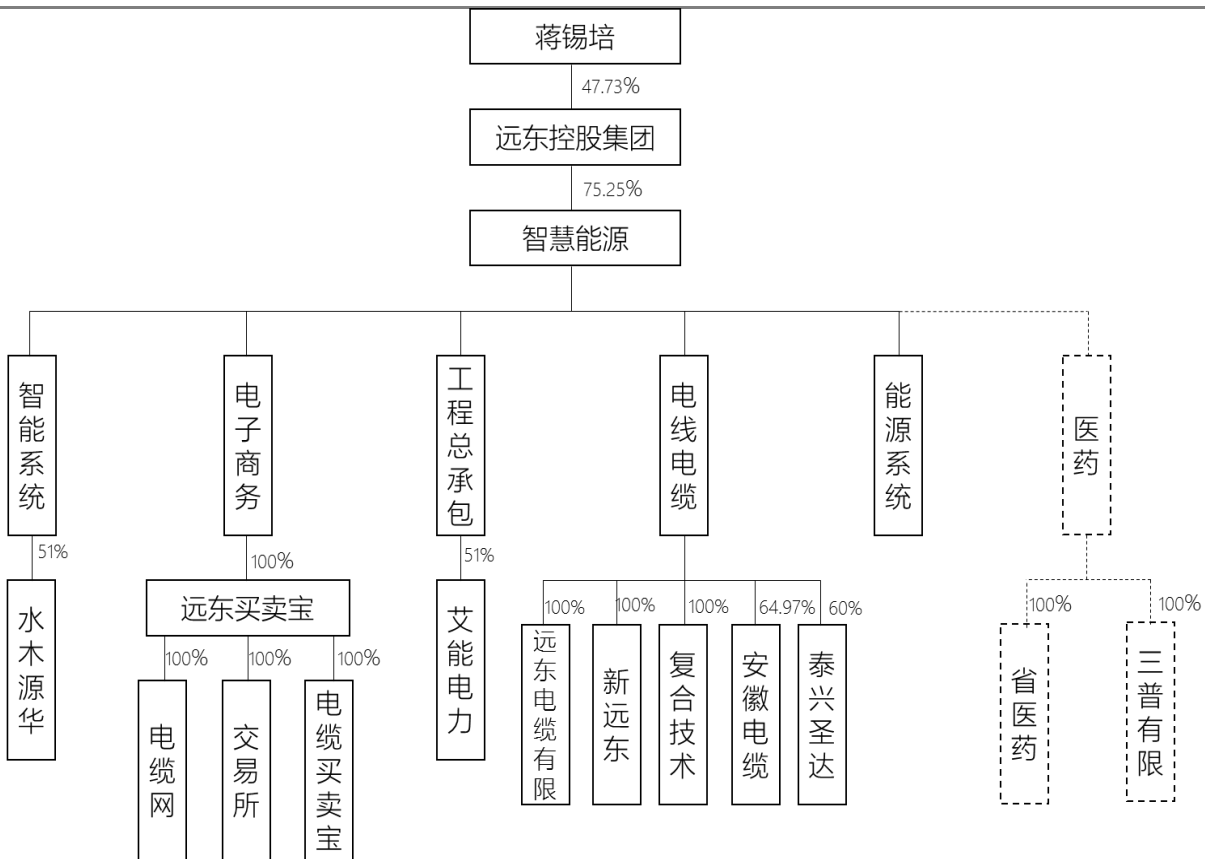 蒋锡培
47.73%
远东控股集团
75.25%
智慧能源
智能系统
电子商务
工程总承包
电线电缆
能源系统
医药
51%
100%
51%
水木源华
远东买卖宝
艾能电力
100%
100%
100%
64.97%
60%
100%
100%
远东电缆有限
新远东
复合技术
安徽电缆
泰兴圣达
省医药
三普有限
100%
100%
100%
电缆网
交易所
电缆买卖宝